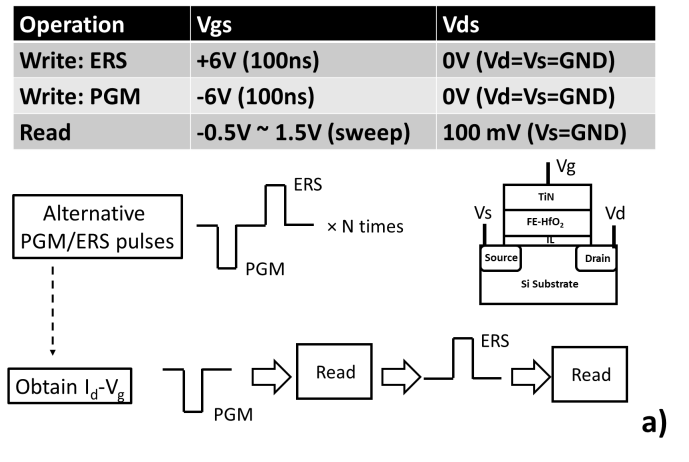 Operation Vgs Vds
Write: ERS +6V (100ns) 0V (Vd=Vs=GND)
Write: PGM -6V (100ns) 0V (Vd=Vs=GND)
Read -0.5V ~ 1.5V (sweep) 100 mV (Vs=GND)
Alternative
PGM/ERS pulses
ERS
PGM
× N times
Vg
TiN
FE-HfO₂
IL
Vs
Vd
Source
Drain
Si Substrate
Obtain I_d-V_g
PGM
Read
ERS
Read
a)